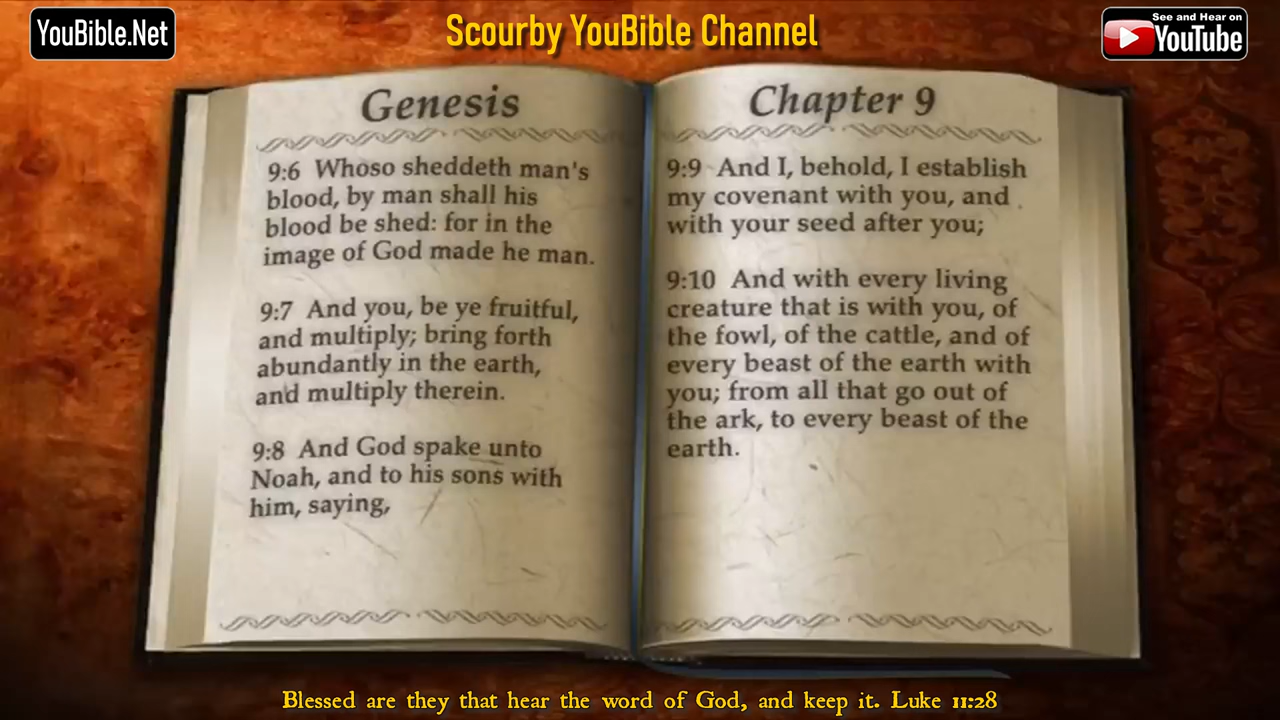 YouBible.Net
Scourby YouBible Channel
See and Hear on
YouTube
Genesis
9:6 Whoso sheddeth man's
blood, by man shall his
blood be shed: for in the
image of God made he man.
9:7 And you, be ye fruitful,
and multiply; bring forth
abundantly in the earth,
and multiply therein.
9:8 And God spake unto
Noah, and to his sons with
him, saying,
Chapter 9
9:9 And I, behold, I establish
my covenant with you, and
with your seed after you;
9:10 And with every living
creature that is with you, of
the fowl, of the cattle, and of
every beast of the earth with
you; from all that go out of
the ark, to every beast of the
earth.
Blessed are they that hear the word of God, and keep it. Luke 11:28